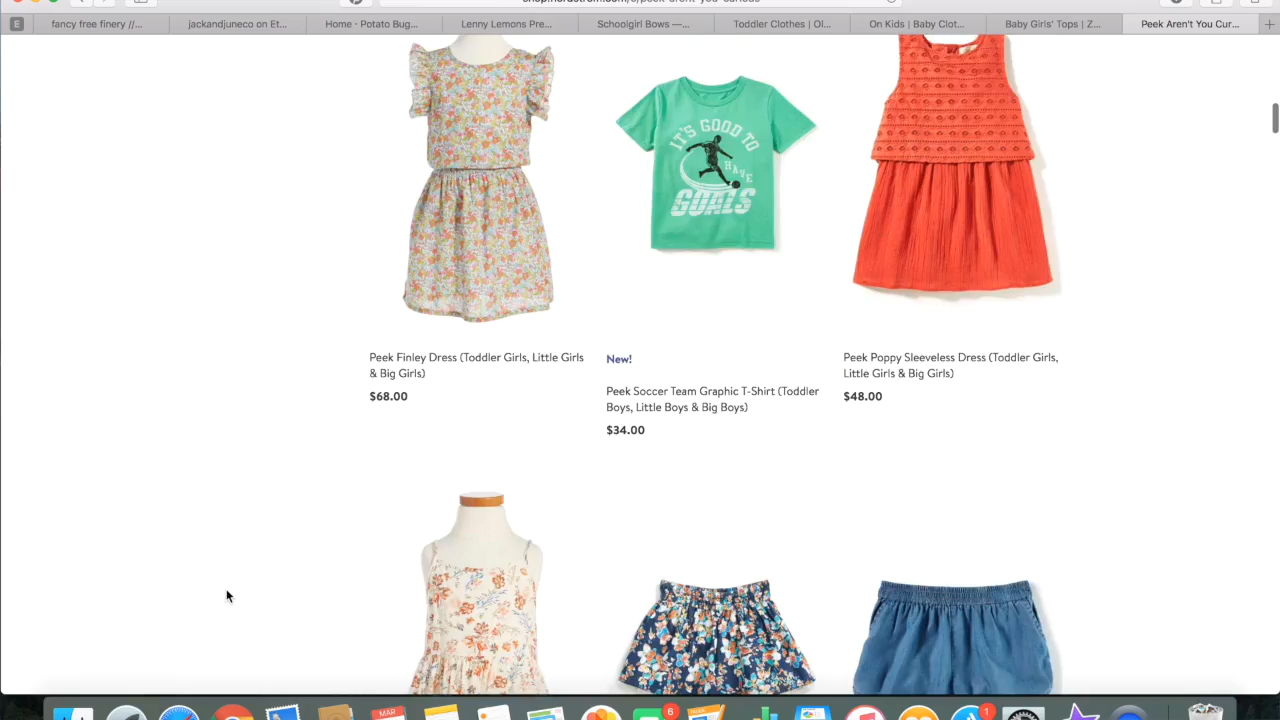 fancy free finery //...
jackandjuneco on Et...
Home · Potato Bug...
Lenny Lemons Pre...
Schoolgirl Bows —...
Toddler Clothes | Ol...
On Kids | Baby Clot...
Baby Girls' Tops | Z...
Peek Aren't You Cur...
E
IT'S GOOD TO
HAVE
GOALS
Peek Finley Dress (Toddler Girls, Little Girls
& Big Girls)
$68.00
New!
Peek Soccer Team Graphic T-Shirt (Toddler
Boys, Little Boys & Big Boys)
$34.00
Peek Poppy Sleeveless Dress (Toddler Girls,
Little Girls & Big Girls)
$48.00
MAR
6
1